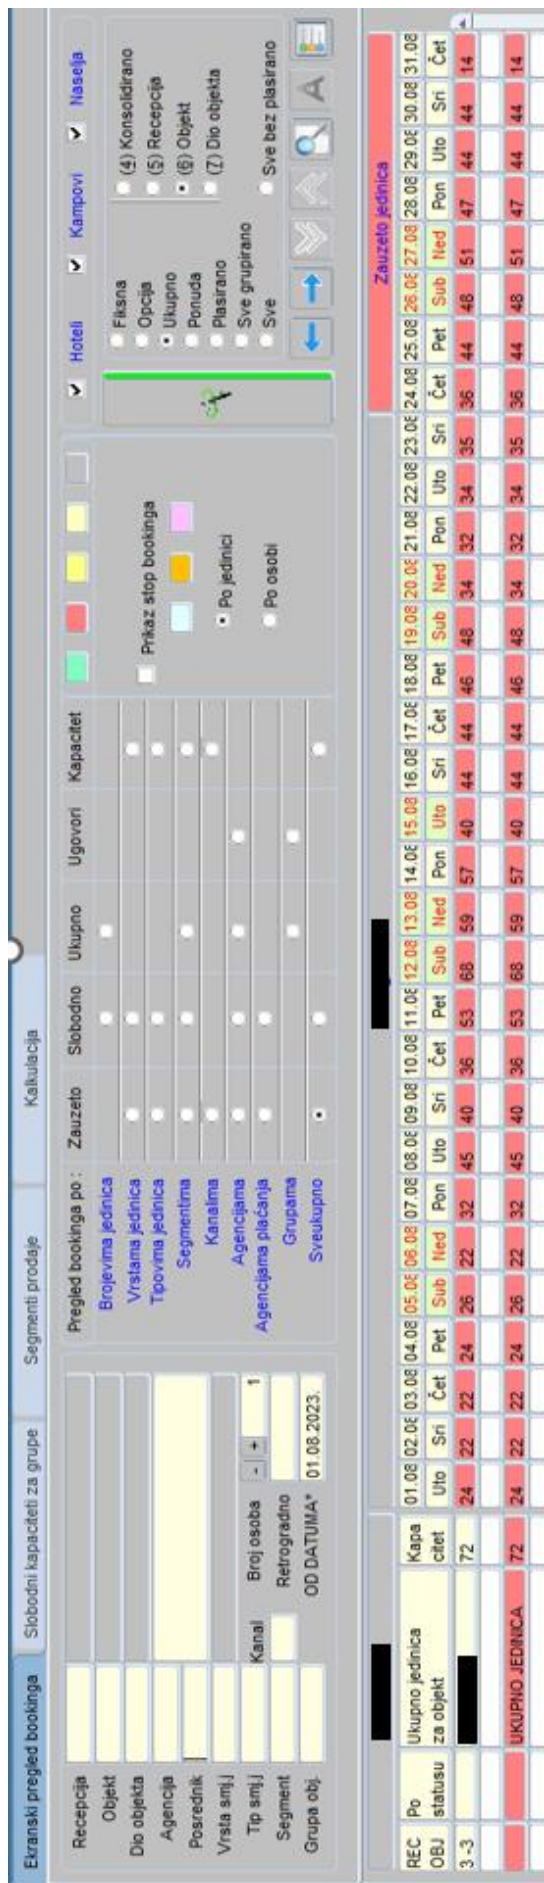 Ekranski pregled bookinga Slobodni kapaciteti za grupe Segmenti prodaje Kalkulacija
Recepcija
Objekt
Dio objekta
Agencija
Posrednik
Vrsta smj.j
Kanal
Tip smj.j Broj osoba - + 1
Segment Retrogradno
Grupa obj. OD DATUMA* 01.08.2023.
Pregled bookinga po : Zauzeto Slobodno Ukupno Ugovori Kapacitet
Brojevima jedinica
Vrstama jedinica
Tipovima jedinica
Segmentima
Kanalima
Agencijama
Agencijama plaćanja
Grupama
Sveukupno
Prikaz stop bookinga
Po jedinici
Po osobi
Hoteli Kampovi Naselja
Fiksna (4) Konsolidirano
Opcija (5) Recepcija
Ukupno (6) Objekt
Ponuda (7) Dio objekta
Plasirano
Sve grupirano
Sve Sve bez plasirano
A
Zauzeto jedinica
REC Po Ukupno jedinica Kapa 01.08 02.08 03.08 04.08 05.08 06.08 07.08 08.08 09.08 10.08 11.08 12.08 13.08 14.08 15.08 16.08 17.08 18.08 19.08 20.08 21.08 22.08 23.08 24.08 25.08 26.08 27.08 28.08 29.08 30.08 31.08
OBJ statusu za objekt citet Uto Sri Čet Pet Sub Ned Pon Uto Sri Čet Pet Sub Ned Pon Uto Sri Čet Pet Sub Ned Pon Uto Sri Čet Pet Sub Ned Pon Uto Sri Čet
3 -3 72 24 22 22 24 26 22 32 45 40 36 53 68 59 57 40 44 44 46 48 34 32 34 35 36 44 48 51 47 44 44 14
UKUPNO JEDINICA 72 24 22 22 24 26 22 32 45 40 36 53 68 59 57 40 44 44 46 48 34 32 34 35 36 44 48 51 47 44 44 14